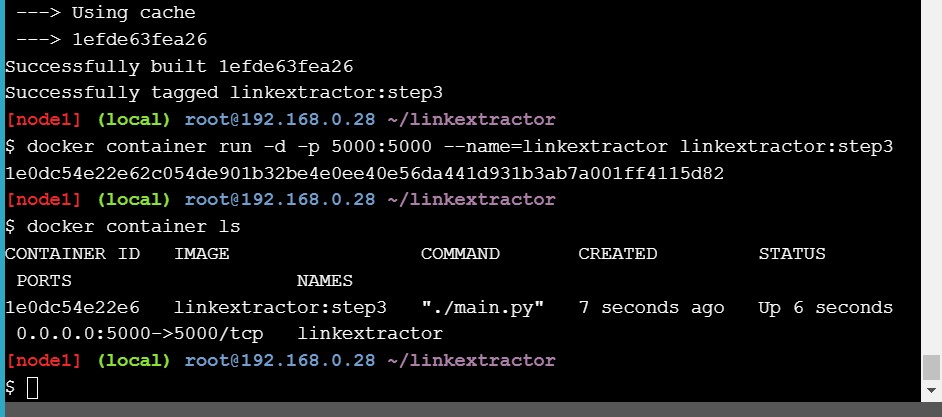 ---> Using cache
---> 1efde63fea26
Successfully built 1efde63fea26
Successfully tagged linkextractor:step3
[node1] (local) root@192.168.0.28 ~/linkextractor
$ docker container run -d -p 5000:5000 --name=linkextractor linkextractor:step3
1e0dc54e22e62c054de901b32be4e0ee40e56da441d931b3ab7a001ff4115d82
[node1] (local) root@192.168.0.28 ~/linkextractor
$ docker container ls
CONTAINER ID   IMAGE                 COMMAND       CREATED         STATUS
 PORTS                    NAMES
1e0dc54e22e6   linkextractor:step3   "./main.py"   7 seconds ago   Up 6 seconds
 0.0.0.0:5000->5000/tcp   linkextractor
[node1] (local) root@192.168.0.28 ~/linkextractor
$